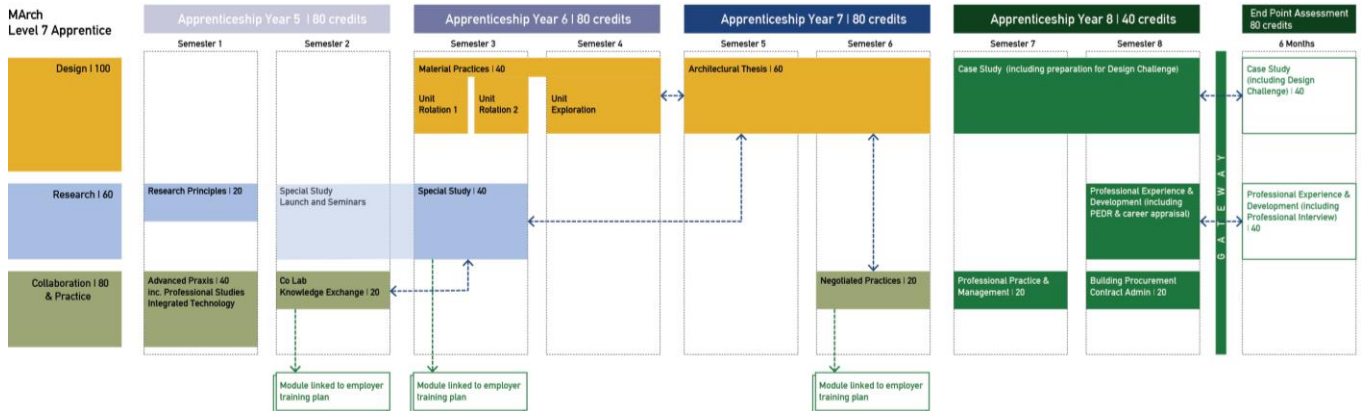 MArch
Level 7 Apprentice
Apprenticeship Year 5 | 80 credits
Apprenticeship Year 6 | 80 credits
Apprenticeship Year 7 | 80 credits
Apprenticeship Year 8 | 40 credits
End Point Assessment
80 credits
Semester 1
Semester 2
Semester 3
Semester 4
Semester 5
Semester 6
Semester 7
Semester 8
6 Months
Design | 100
Material Practices | 40
Unit
Rotation 1
Unit
Rotation 2
Unit
Exploration
Architectural Thesis | 60
Case Study (including preparation for Design Challenge)
Case Study
(including Design
Challenge) | 40
GATEWAY
Research | 60
Research Principles | 20
Special Study
Launch and Seminars
Special Study | 40
Professional Experience &
Development (including
PEDR & career appraisal)
Professional Experience &
Development (including
Professional Interview)
| 40
Collaboration | 80
& Practice
Advanced Praxis | 40
inc. Professional Studies
Integrated Technology
Co Lab
Knowledge Exchange | 20
Negotiated Practices | 20
Professional Practice &
Management | 20
Building Procurement
Contract Admin | 20
Module linked to employer
training plan
Module linked to employer
training plan
Module linked to employer
training plan